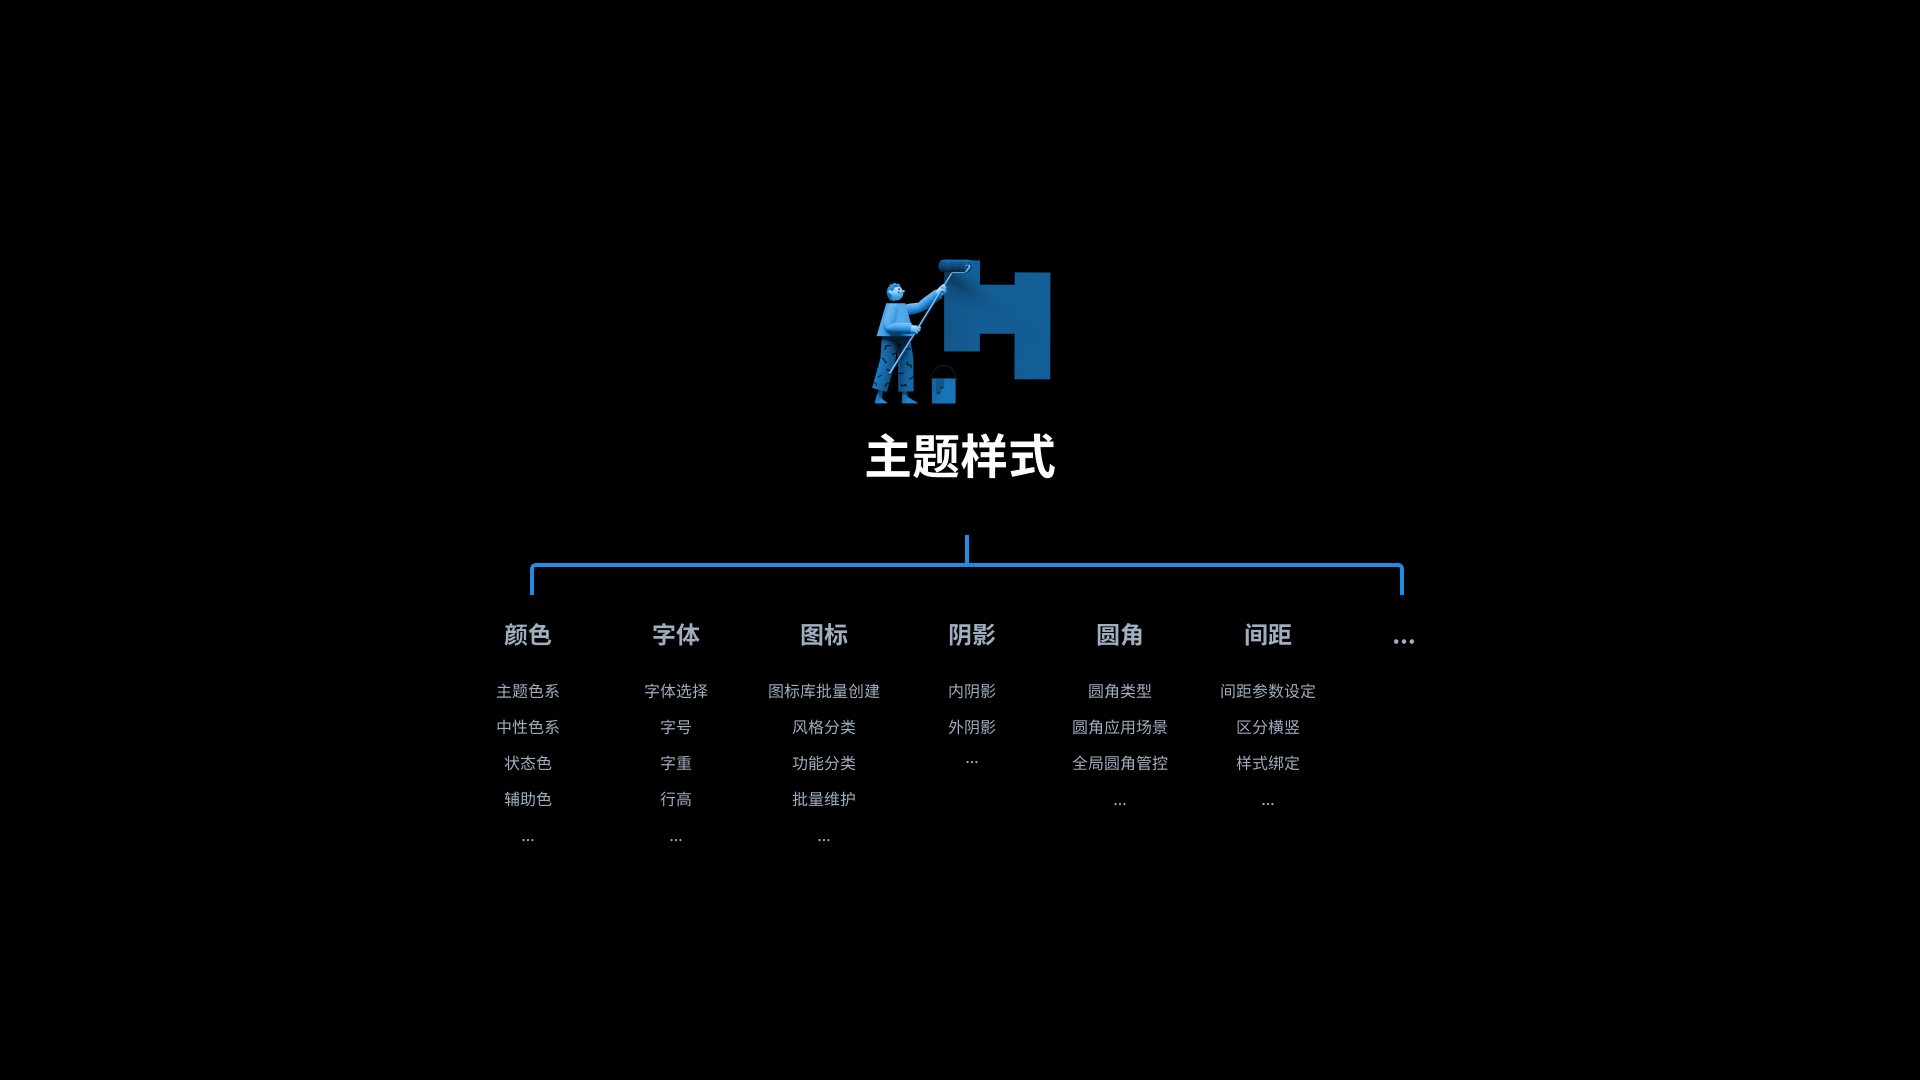 主题样式
颜色
主题色系
中性色系
状态色
辅助色
...
字体
字体选择
字号
字重
行高
...
图标
图标库批量创建
风格分类
功能分类
批量维护
...
阴影
内阴影
外阴影
...
圆角
圆角类型
圆角应用场景
全局圆角管控
...
间距
间距参数设定
区分横竖
样式绑定
...
...